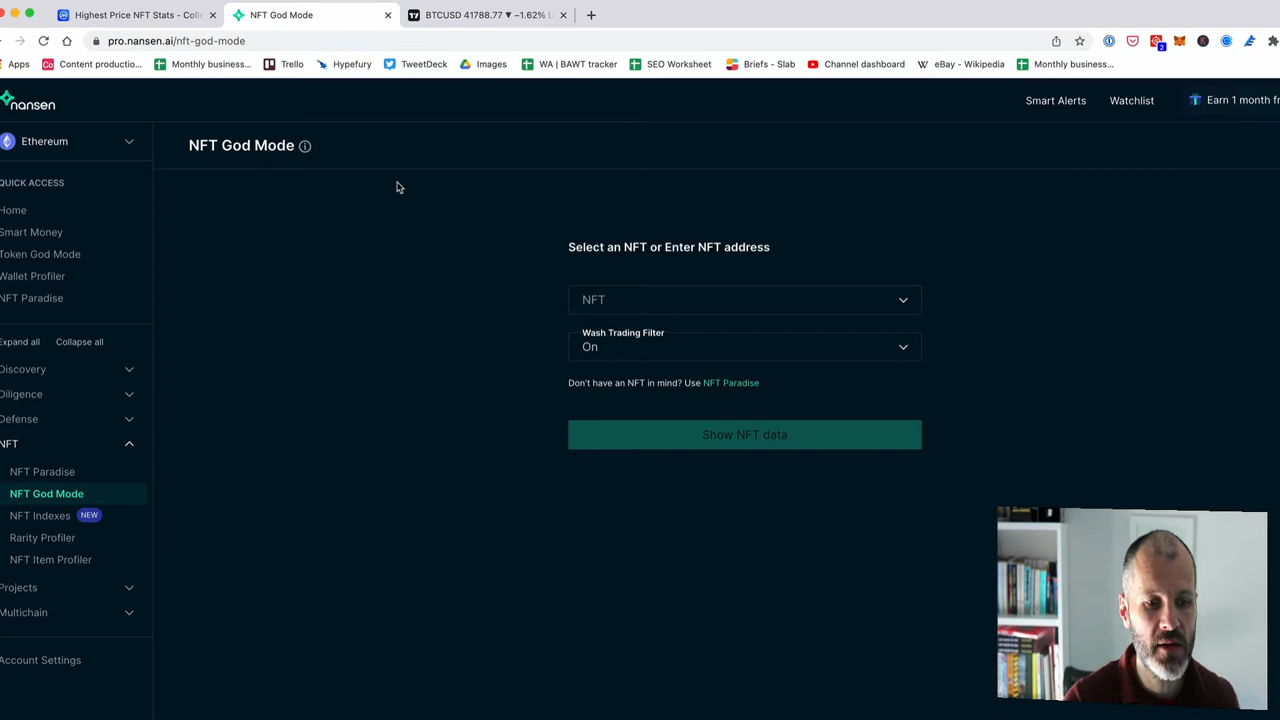 Highest Price NFT Stats - Coll
NFT God Mode
BTCUSD 41788.77 ▼ −1.62%
pro.nansen.ai/nft-god-mode
2
Apps
Content productio...
Monthly business...
Trello
Hypefury
TweetDeck
Images
WA | BAWT tracker
SEO Worksheet
Briefs - Slab
Channel dashboard
eBay - Wikipedia
Monthly business...
nansen
Smart Alerts
Watchlist
Earn 1 month fr
Ethereum
NFT God Mode
QUICK ACCESS
Home
Smart Money
Token God Mode
Wallet Profiler
NFT Paradise
Expand all
Collapse all
Discovery
Diligence
Defense
NFT
NFT Paradise
NFT God Mode
NFT Indexes NEW
Rarity Profiler
NFT Item Profiler
Projects
Multichain
Account Settings
Select an NFT or Enter NFT address
NFT
Wash Trading Filter
On
Don't have an NFT in mind? Use NFT Paradise
Show NFT data